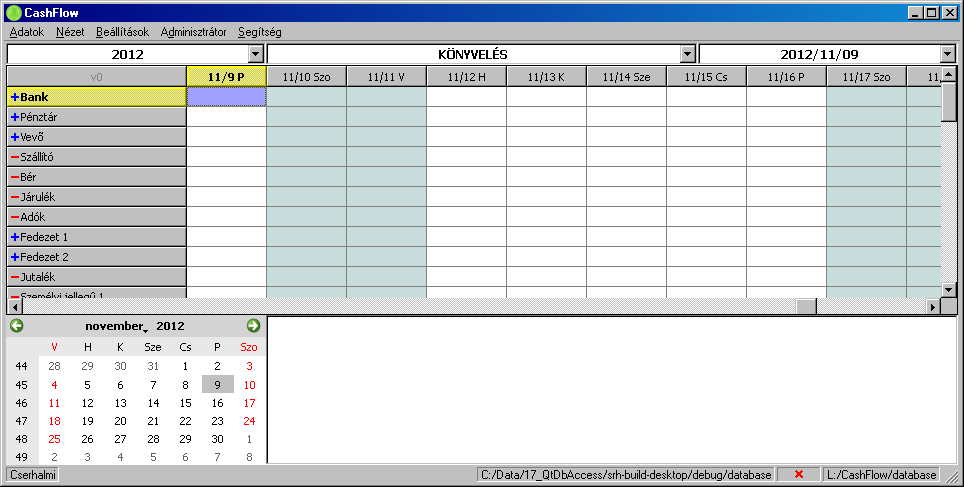 CashFlow
Adatok Nézet Beállítások Adminisztrátor Segítség
2012 KÖNYVELÉS 2012/11/09
v0 11/9 P 11/10 Szo 11/11 V 11/12 H 11/13 K 11/14 Sze 11/15 Cs 11/16 P 11/17 Szo 11/
+Bank
+Pénztár
+Vevő
−Szállító
−Bér
−Járulék
−Adók
+Fedezet 1
+Fedezet 2
−Jutalék
−Személyi jellegű 1
november 2012
V H K Sze Cs P Szo
44 28 29 30 31 1 2 3
45 4 5 6 7 8 9 10
46 11 12 13 14 15 16 17
47 18 19 20 21 22 23 24
48 25 26 27 28 29 30 1
49 2 3 4 5 6 7 8
Cserhalmi C:/Data/17_QtDbAccess/srh-build-desktop/debug/database L:/CashFlow/database